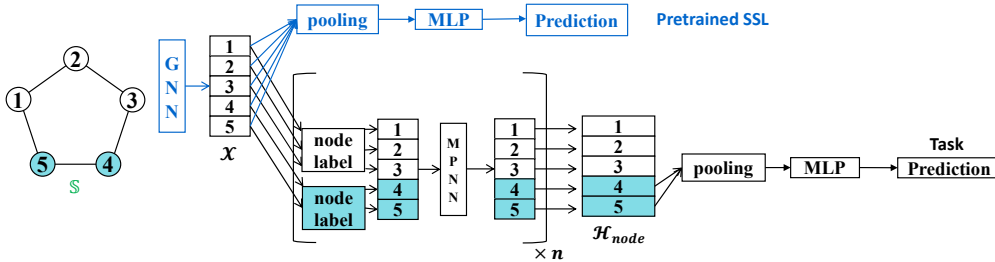 2
1
3
5
4
𝕊
G
N
N
1
2
3
4
5
𝒳
pooling
MLP
Prediction
Pretrained SSL
node
label
node
label
1
2
3
4
5
M
P
N
N
1
2
3
4
5
× n
1
2
3
4
5
ℋnode
pooling
MLP
Task
Prediction